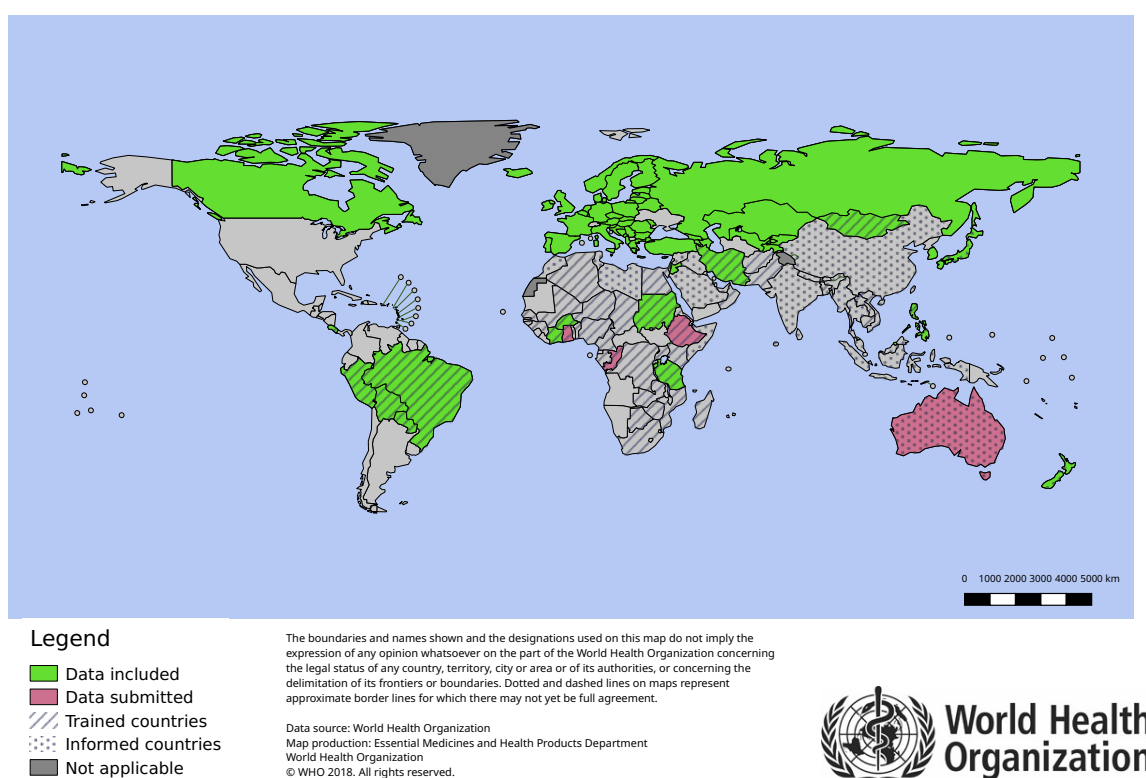 0 1000 2000 3000 4000 5000 km
Legend
Data included
Data submitted
Trained countries
Informed countries
Not applicable
The boundaries and names shown and the designations used on this map do not imply the
expression of any opinion whatsoever on the part of the World Health Organization concerning
the legal status of any country, territory, city or area or of its authorities, or concerning the
delimitation of its frontiers or boundaries. Dotted and dashed lines on maps represent
approximate border lines for which there may not yet be full agreement.
Data source: World Health Organization
Map production: Essential Medicines and Health Products Department
World Health Organization
© WHO 2018. All rights reserved.
World Health
Organization